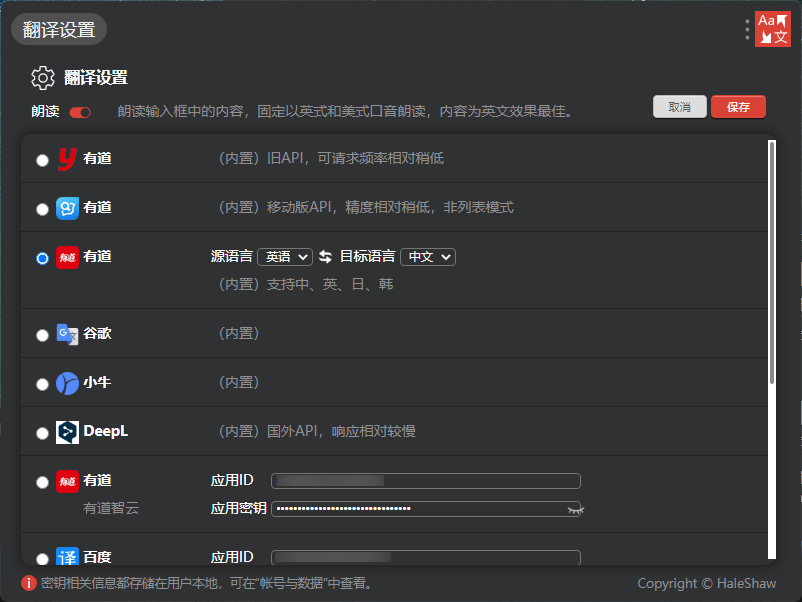 翻译设置
Aa
文
翻译设置
朗读 朗读输入框中的内容，固定以英式和美式口音朗读，内容为英文效果最佳。 取消 保存
y 有道 （内置）旧API，可请求频率相对稍低
有道 （内置）移动版API，精度相对稍低，非列表模式
有道 有道 源语言 英语 目标语言 中文
（内置）支持中、英、日、韩
G 文 谷歌 （内置）
小牛 （内置）
DeepL （内置）国外API，响应相对较慢
有道 有道 应用ID
有道智云 应用密钥 •••••••••••••••••••••••••••••••
译 百度 应用ID
密钥相关信息都存储在用户本地，可在“帐号与数据”中查看。 Copyright © HaleShaw